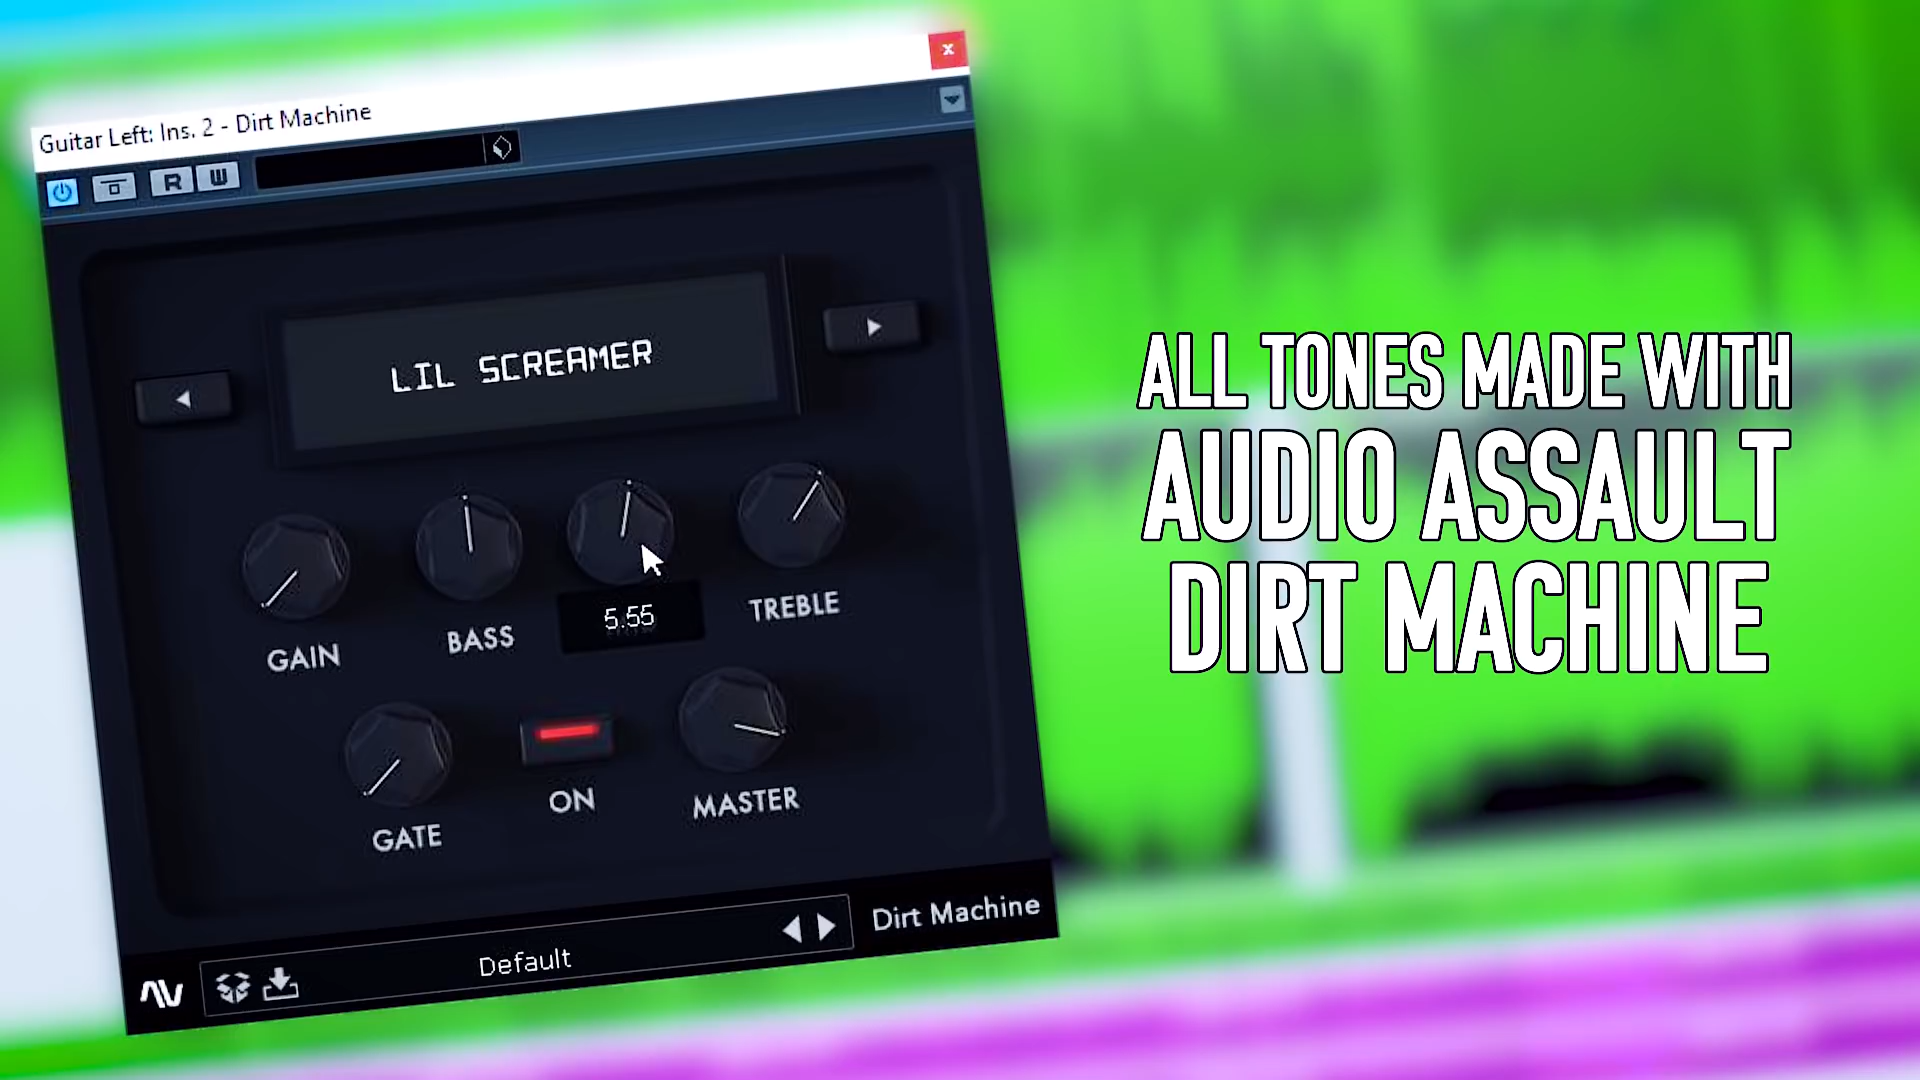 Guitar Left: Ins. 2 - Dirt Machine
R W
LIL SCREAMER
GAIN
BASS
5.55
TREBLE
GATE
ON
MASTER
Default
Dirt Machine
ALL TONES MADE WITH
AUDIO ASSAULT
DIRT MACHINE